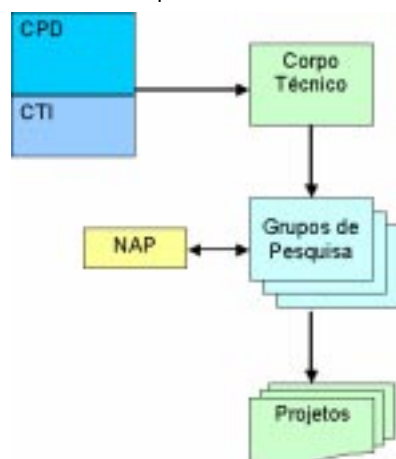 CPD
CTI
Corpo
Técnico
NAP
Grupos de
Pesquisa
Projetos